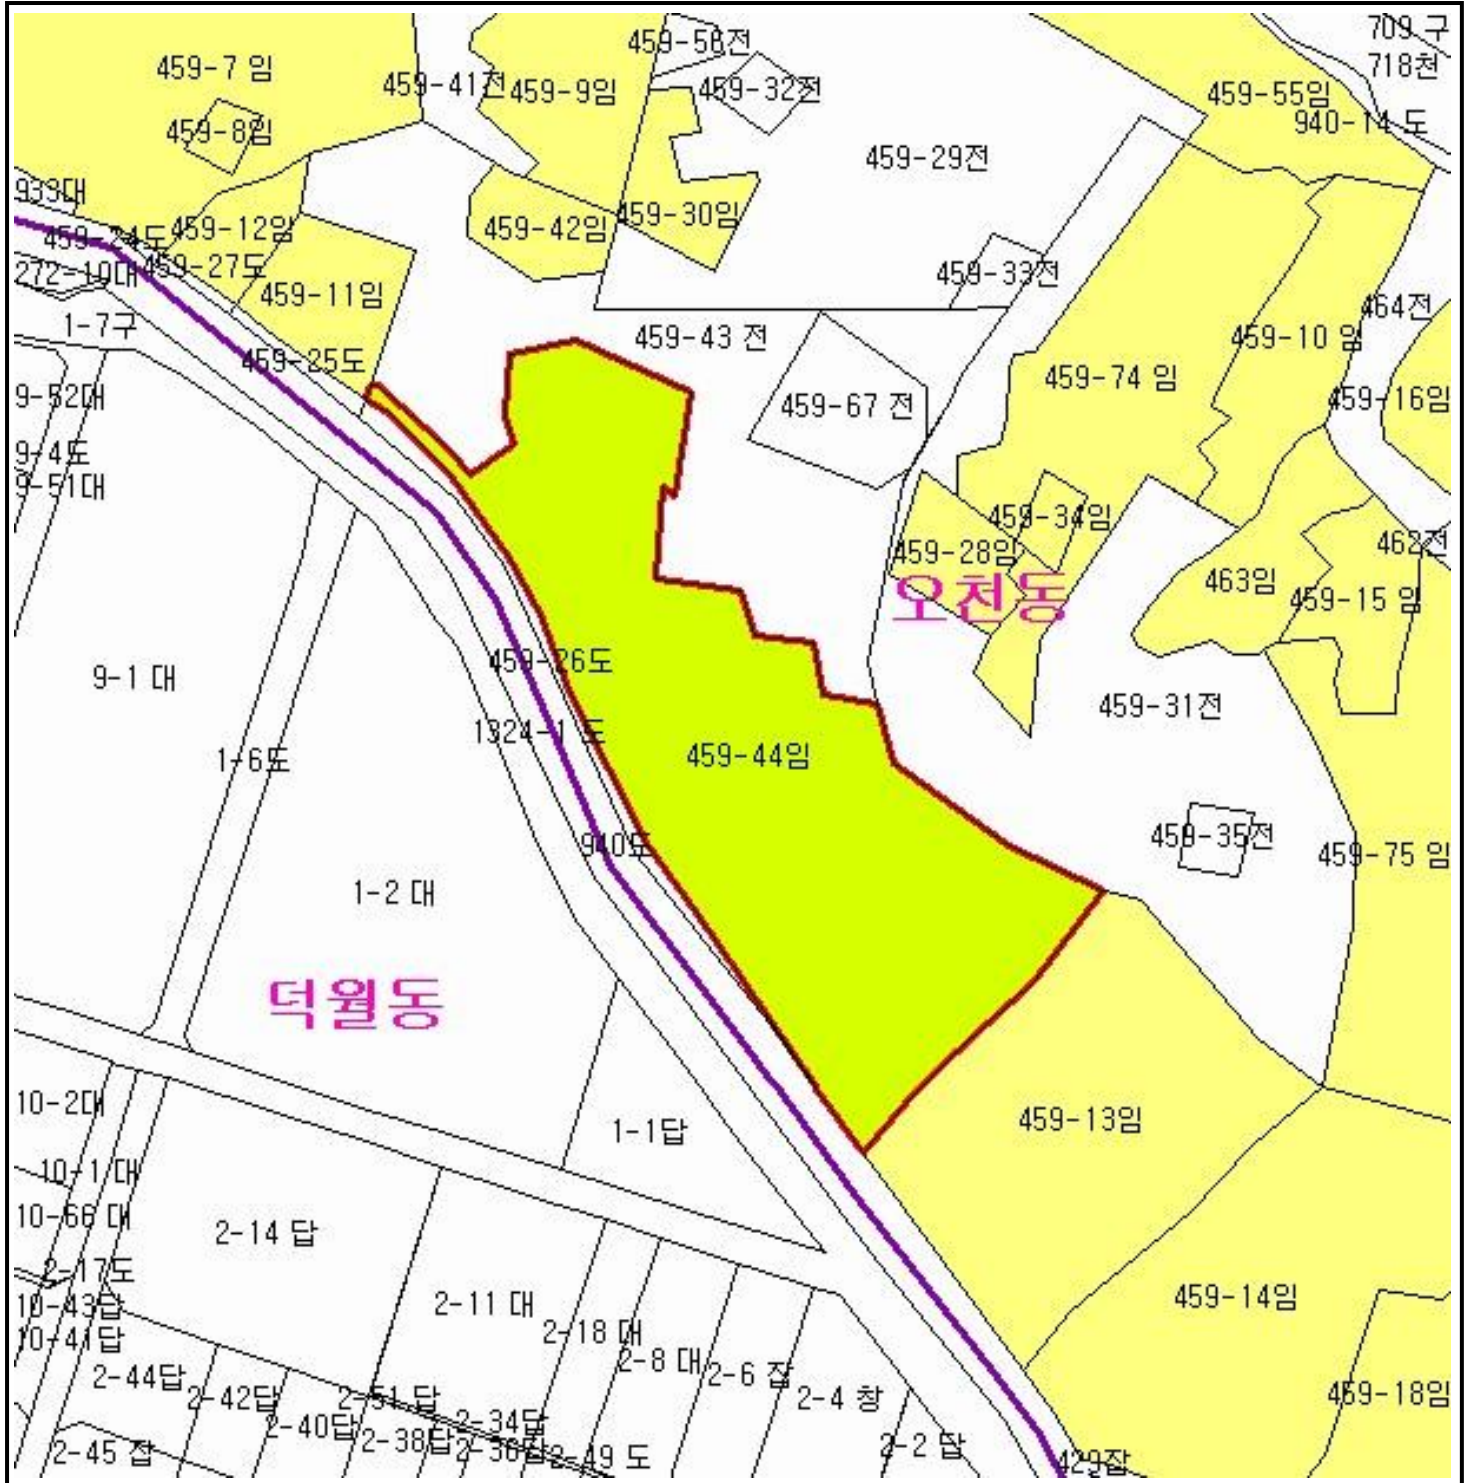 709 구
459-56전
718천
459-7 임
459-41전
459-9임
459-32전
459-55임
459-8임
940-14 도
459-29전
933대
459-12임
459-42임
459-30임
459-24도
459-27도
272-10대
459-33전
459-11임
464전
1-7구
459-43 전
459-10 임
459-25도
459-74 임
9-52대
459-67 전
459-16임
9-4도
9-51대
459-34임
459-28임
462전
463임
오천동
459-15 임
459-26도
9-1 대
459-31전
1324-1 도
1-6도
459-44임
940도
459-35전
459-75 임
1-2 대
덕월동
10-2대
459-13임
1-1답
10-1 대
10-66 대
2-14 답
2-17도
10-43답
2-11 대
459-14임
10-41답
2-18 대
2-8 대
2-44답
2-6 잡
2-42답
2-51 답
2-4 창
459-18임
2-40답
2-34답
2-38답
2-36답
2-45 잡
2-49 도
2-2 답
429잡